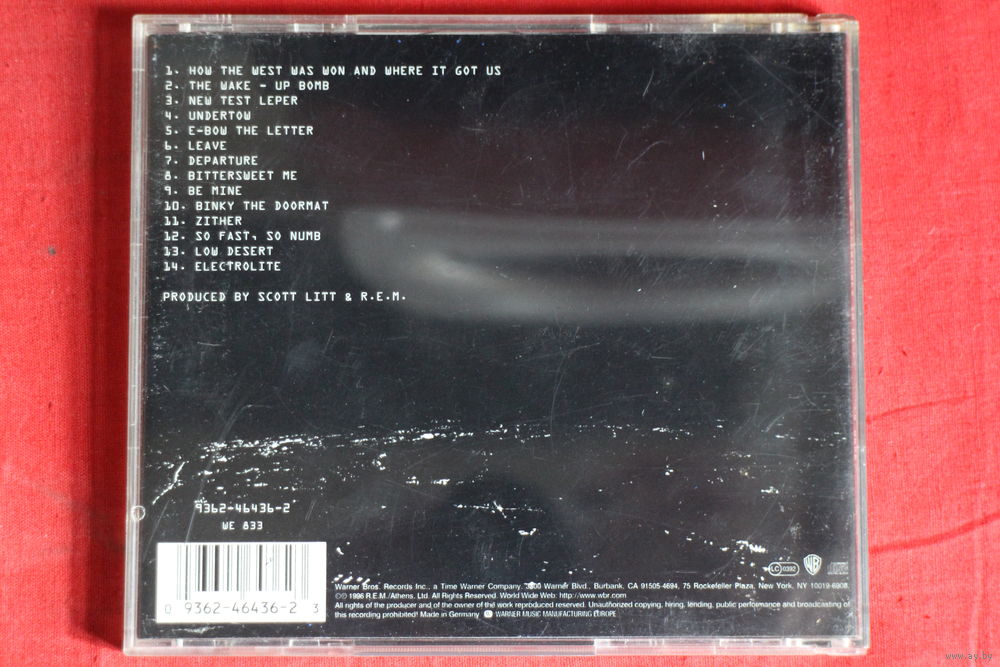 1. HOW THE WEST WAS WON AND WHERE IT GOT US
2. THE WAKE - UP BOMB
3. NEW TEST LEPER
4. UNDERTOW
5. E-BOW THE LETTER
6. LEAVE
7. DEPARTURE
8. BITTERSWEET ME
9. BE MINE
10. BINKY THE DOORMAT
11. ZITHER
12. SO FAST, SO NUMB
13. LOW DESERT
14. ELECTROLITE
PRODUCED BY SCOTT LITT & R.E.M.
9362-46436-2
WE 833
0 9362-46436-2 3
LC 0392 WB
Warner Bros. Records Inc., a Time Warner Company, 3300 Warner Blvd., Burbank, CA 91505-4694. 75 Rockefeller Plaza, New York, NY 10019-6908.
℗© 1996 R.E.M./Athens, Ltd. All Rights Reserved. World Wide Web: http://www.wbr.com
All rights of the producer and of the owner of the work reproduced reserved. Unauthorized copying, hiring, lending, public performance and broadcasting of
this recording prohibited! Made in Germany. WARNER MUSIC MANUFACTURING EUROPE
www.ay.by